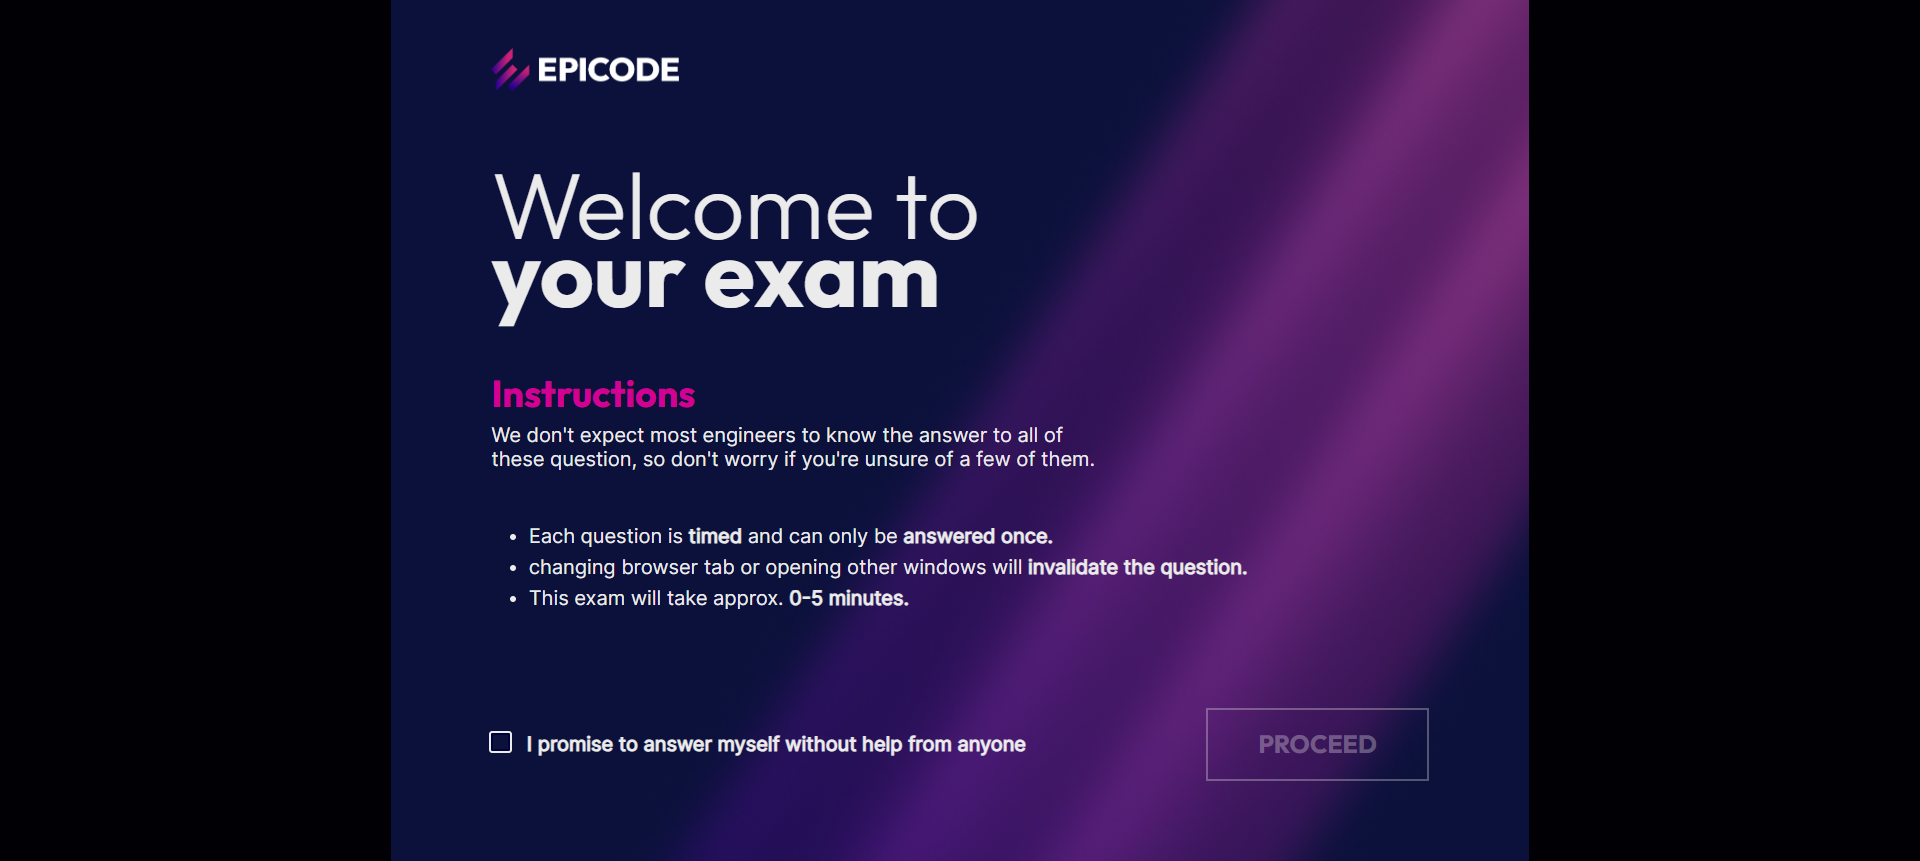 EPICODE
Welcome to
your exam
Instructions
We don't expect most engineers to know the answer to all of
these question, so don't worry if you're unsure of a few of them.
• Each question is timed and can only be answered once.
• changing browser tab or opening other windows will invalidate the question.
• This exam will take approx. 0-5 minutes.
I promise to answer myself without help from anyone
PROCEED